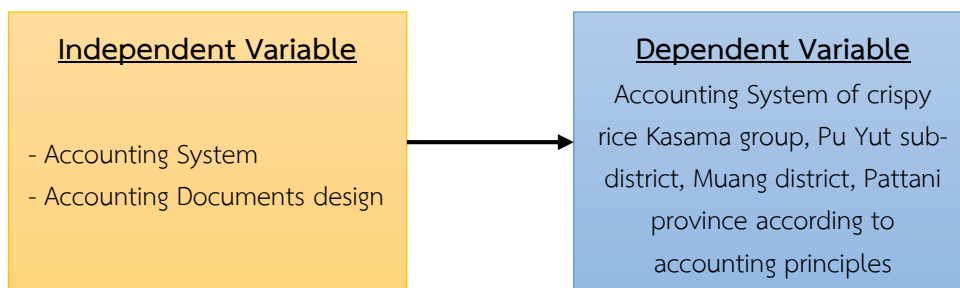 Independent Variable
- Accounting System
- Accounting Documents design
Dependent Variable
Accounting System of crispy
rice Kasama group, Pu Yut sub-
district, Muang district, Pattani
province according to
accounting principles